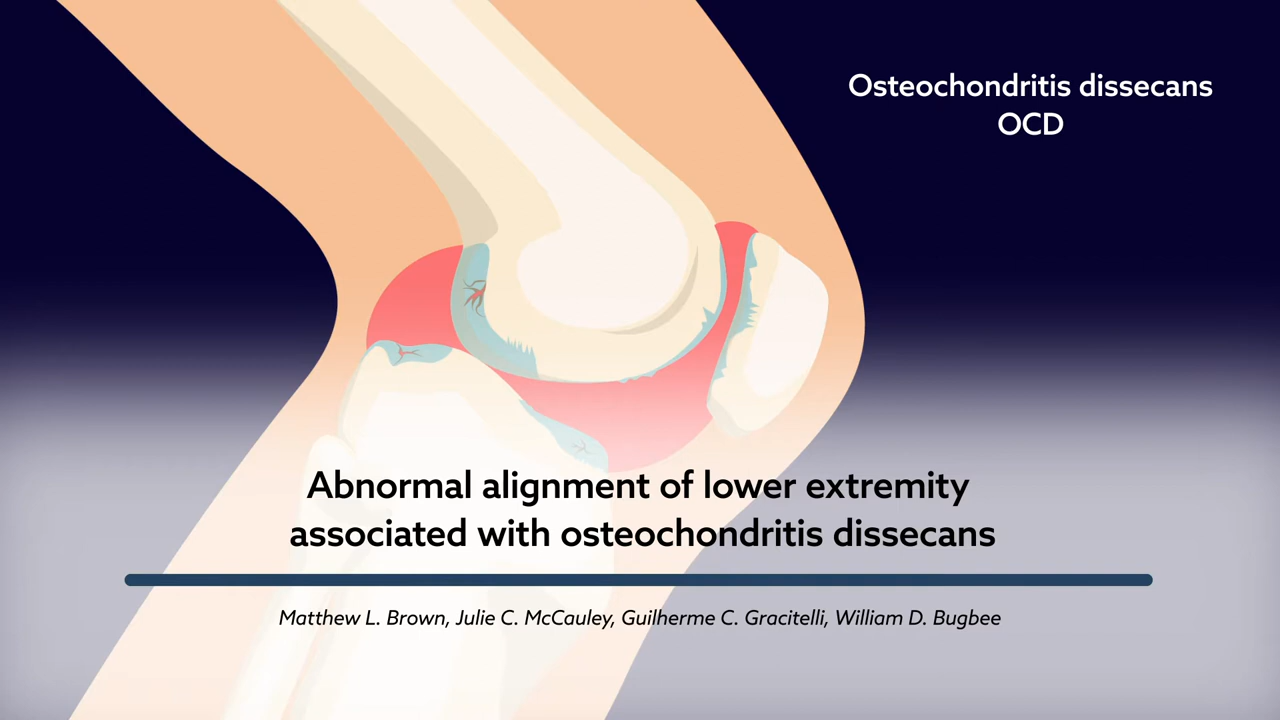 Osteochondritis dissecans
OCD
Abnormal alignment of lower extremity
associated with osteochondritis dissecans
Matthew L. Brown, Julie C. McCauley, Guilherme C. Gracitelli, William D. Bugbee